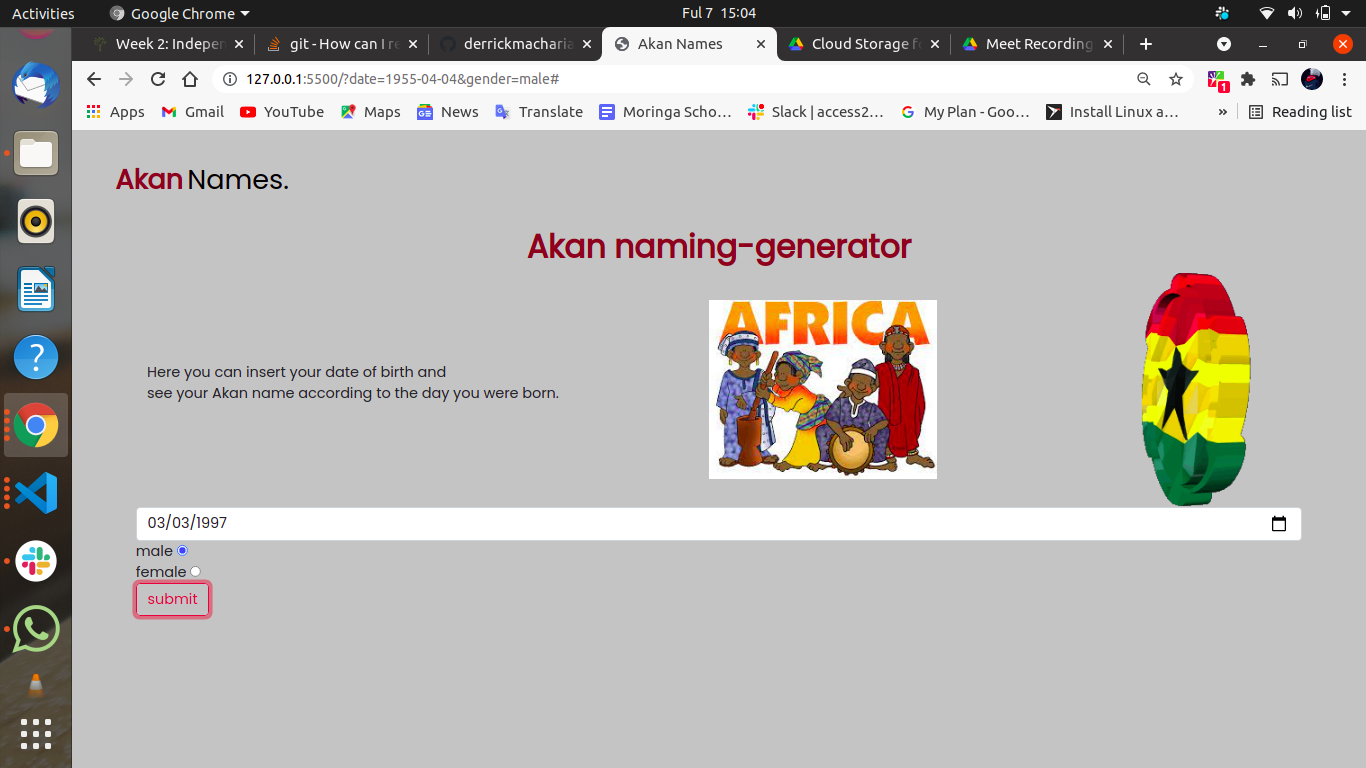 Activities
Google Chrome
Ful 7 15:04
Week 2: Indepen
git - How can I re
derrickmacharia
Akan Names
Cloud Storage fo
Meet Recording
127.0.0.1:5500/?date=1955-04-04&gender=male#
1
Apps
Gmail
YouTube
Maps
News
Translate
Moringa Scho...
Slack | access2...
My Plan - Goo...
Install Linux a...
»
Reading list
Akan Names.
Akan naming-generator
AFRICA
Here you can insert your date of birth and
see your Akan name according to the day you were born.
03/03/1997
male
female
submit